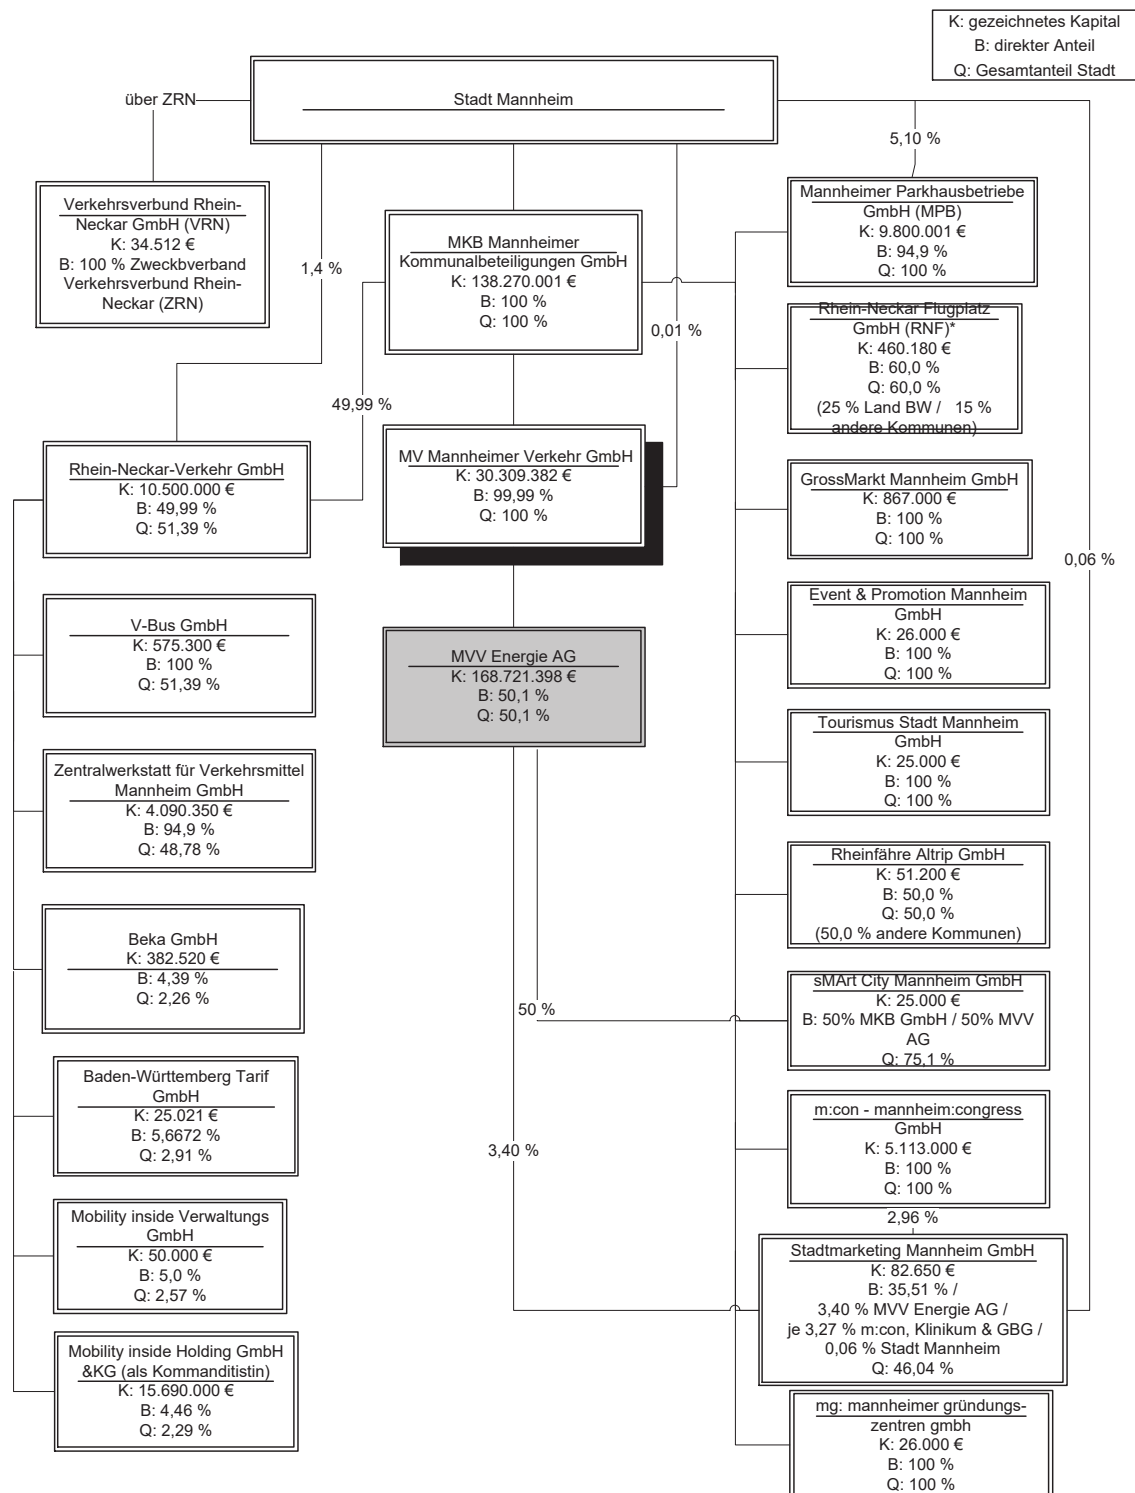 K: gezeichnetes Kapital
B: direkter Anteil
Q: Gesamtanteil Stadt
über ZRN
Stadt Mannheim
5,10 %
Verkehrsverbund Rhein-
Neckar GmbH (VRN)
K: 34.512 €
B: 100 % Zweckbverband
Verkehrsverbund Rhein-
Neckar (ZRN)
1,4 %
MKB Mannheimer
Kommunalbeteiligungen GmbH
K: 138.270.001 €
B: 100 %
Q: 100 %
0,01 %
49,99 %
Mannheimer Parkhausbetriebe
GmbH (MPB)
K: 9.800.001 €
B: 94,9 %
Q: 100 %
Rhein-Neckar Flugplatz
GmbH (RNF)*
K: 460.180 €
B: 60,0 %
Q: 60,0 %
(25 % Land BW / 15 %
andere Kommunen)
Rhein-Neckar-Verkehr GmbH
K: 10.500.000 €
B: 49,99 %
Q: 51,39 %
MV Mannheimer Verkehr GmbH
K: 30.309.382 €
B: 99,99 %
Q: 100 %
GrossMarkt Mannheim GmbH
K: 867.000 €
B: 100 %
Q: 100 %
0,06 %
V-Bus GmbH
K: 575.300 €
B: 100 %
Q: 51,39 %
MVV Energie AG
K: 168.721.398 €
B: 50,1 %
Q: 50,1 %
Event & Promotion Mannheim
GmbH
K: 26.000 €
B: 100 %
Q: 100 %
Tourismus Stadt Mannheim
GmbH
K: 25.000 €
B: 100 %
Q: 100 %
Zentralwerkstatt für Verkehrsmittel
Mannheim GmbH
K: 4.090.350 €
B: 94,9 %
Q: 48,78 %
Rheinfähre Altrip GmbH
K: 51.200 €
B: 50,0 %
Q: 50,0 %
(50,0 % andere Kommunen)
Beka GmbH
K: 382.520 €
B: 4,39 %
Q: 2,26 %
50 %
sMArt City Mannheim GmbH
K: 25.000 €
B: 50% MKB GmbH / 50% MVV
AG
Q: 75,1 %
Baden-Württemberg Tarif
GmbH
K: 25.021 €
B: 5,6672 %
Q: 2,91 %
3,40 %
m:con - mannheim:congress
GmbH
K: 5.113.000 €
B: 100 %
Q: 100 %
2,96 %
Mobility inside Verwaltungs
GmbH
K: 50.000 €
B: 5,0 %
Q: 2,57 %
Stadtmarketing Mannheim GmbH
K: 82.650 €
B: 35,51 % /
3,40 % MVV Energie AG /
je 3,27 % m:con, Klinikum & GBG /
0,06 % Stadt Mannheim
Q: 46,04 %
Mobility inside Holding GmbH
&KG (als Kommanditistin)
K: 15.690.000 €
B: 4,46 %
Q: 2,29 %
mg: mannheimer gründungs-
zentren gmbh
K: 26.000 €
B: 100 %
Q: 100 %